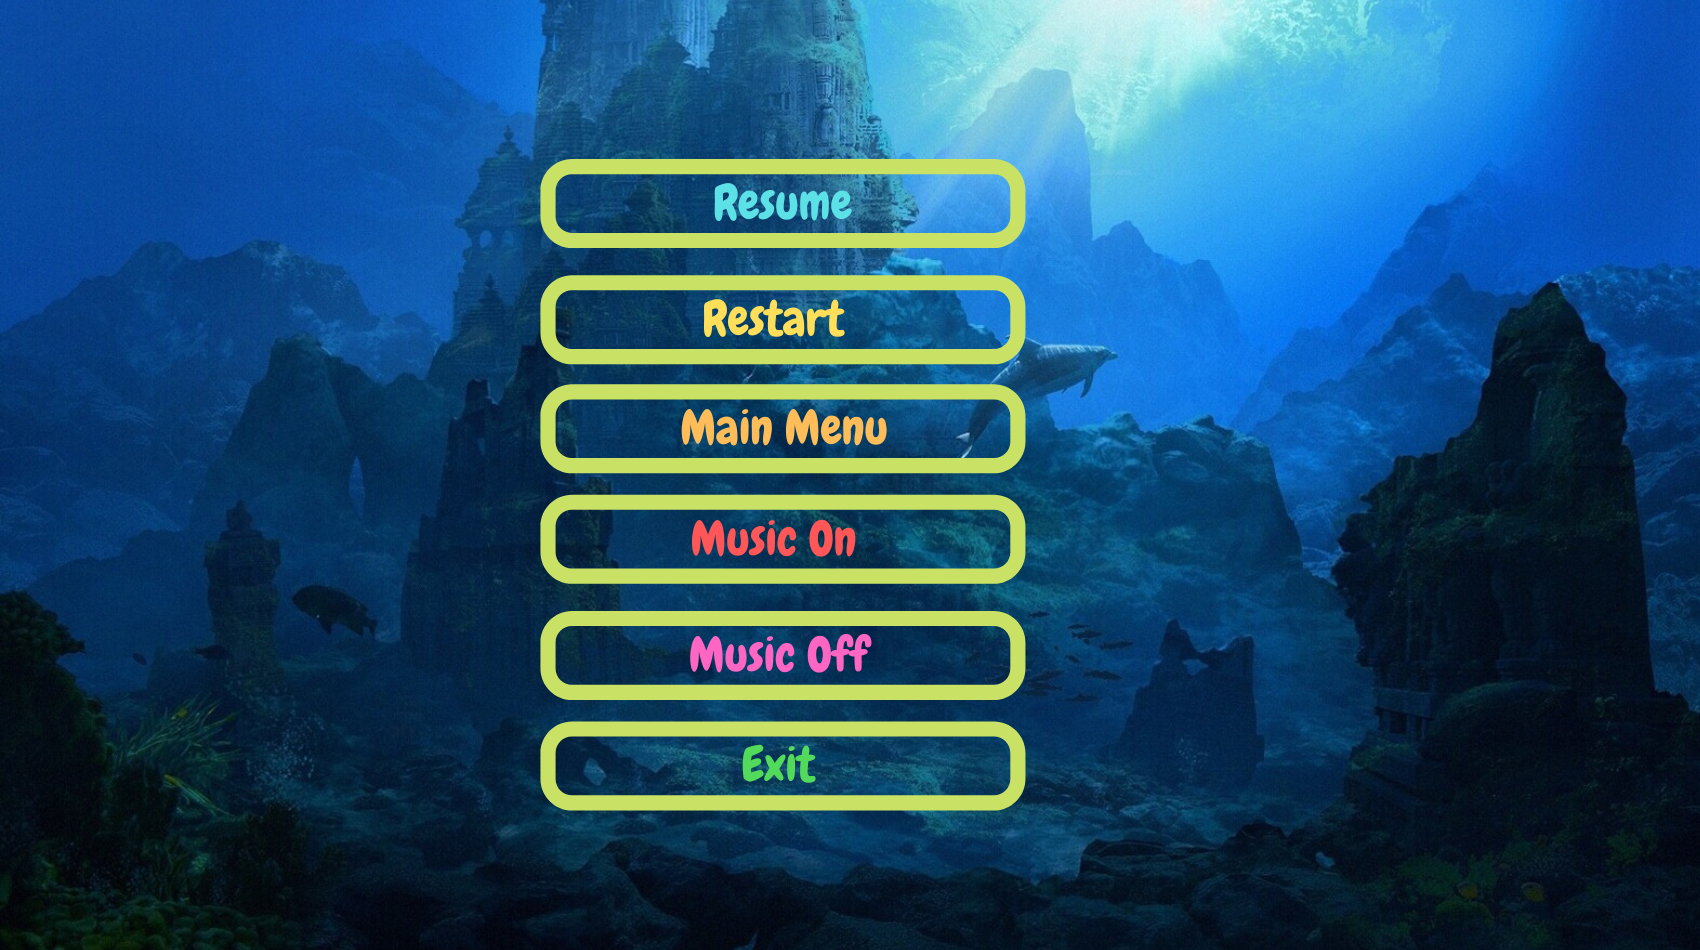 Resume
Restart
Main Menu
Music On
Music Off
Exit